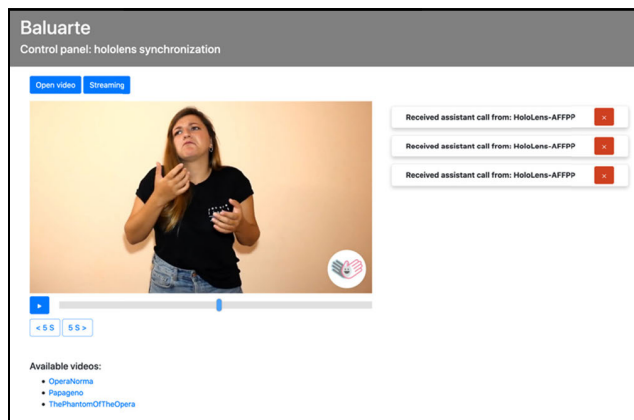 Baluarte
Control panel: hololens synchronization
Open video
Streaming
Received assistant call from: HoloLens-AFFPP ×
Received assistant call from: HoloLens-AFFPP ×
Received assistant call from: HoloLens-AFFPP ×
< 5 S
5 S >
Available videos:
OperaNorma
Papageno
ThePhantomOfTheOpera